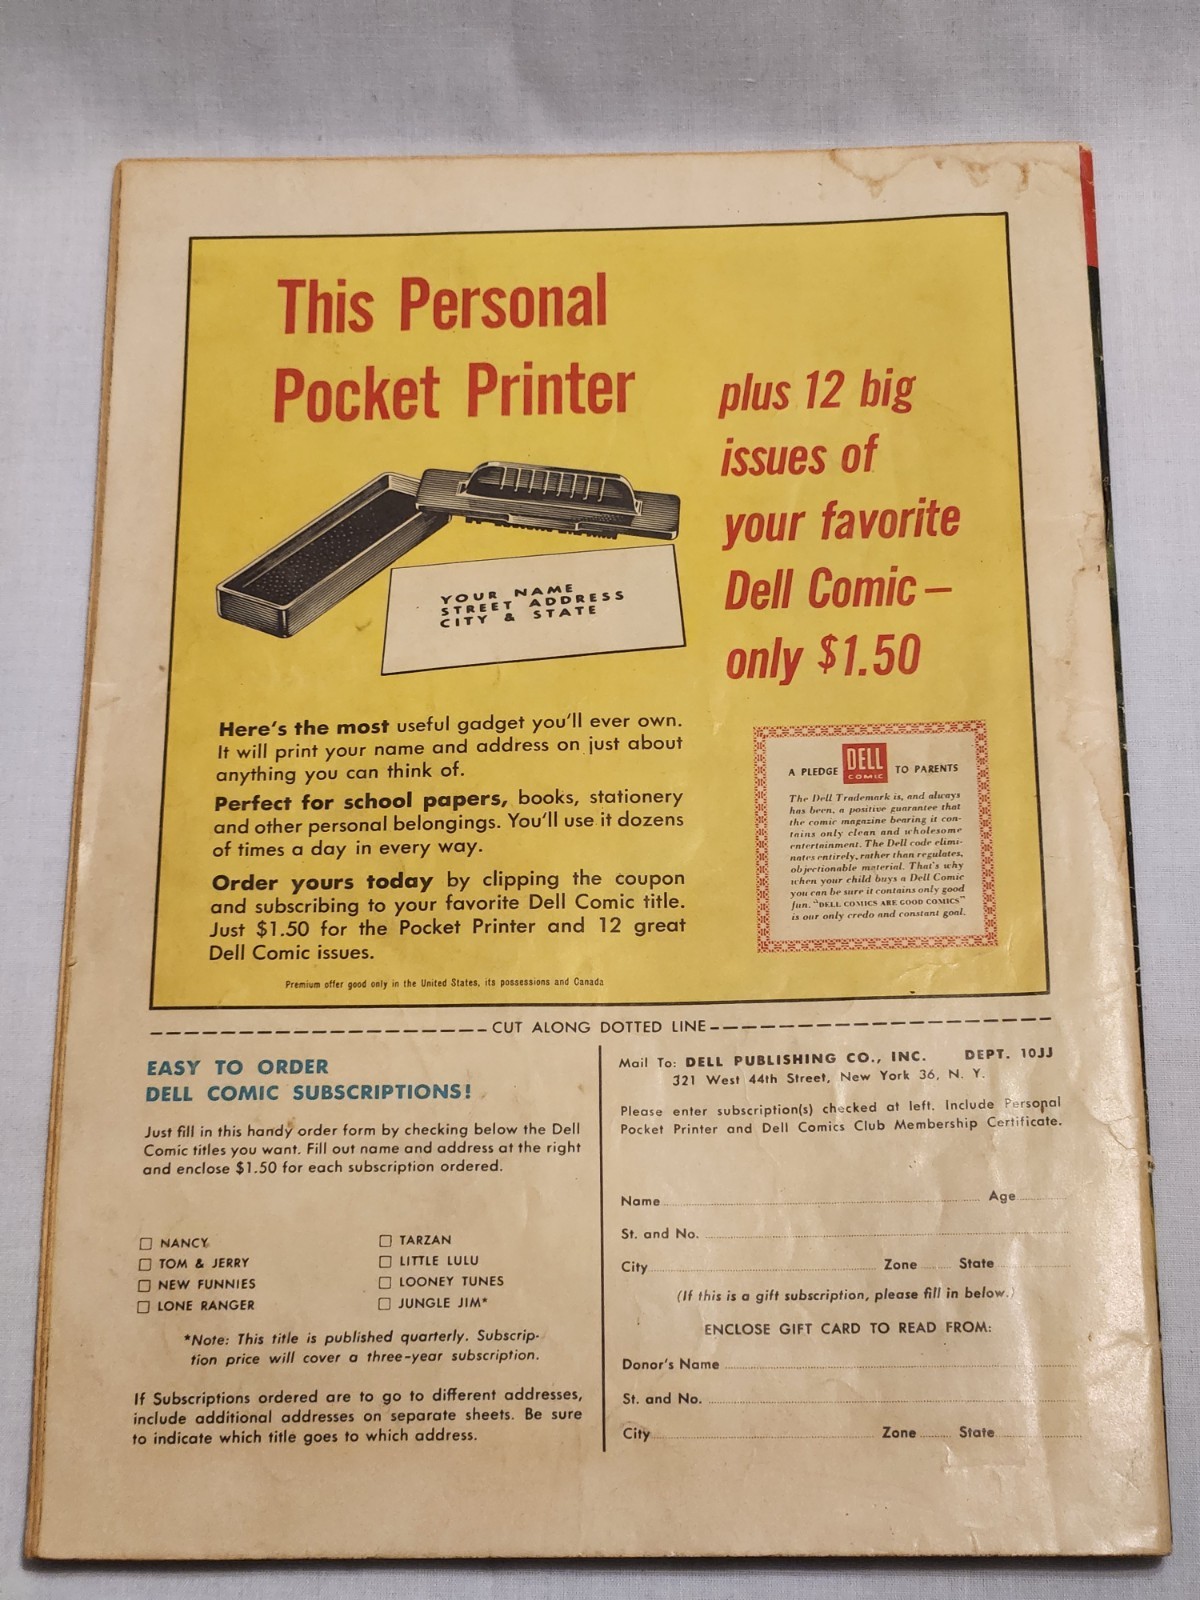 This Personal
Pocket Printer
plus 12 big
issues of
your favorite
Dell Comic –
only $1.50
YOUR NAME
STREET ADDRESS
CITY & STATE
Here's the most useful gadget you'll ever own.
It will print your name and address on just about
anything you can think of.
Perfect for school papers, books, stationery
and other personal belongings. You'll use it dozens
of times a day in every way.
Order yours today by clipping the coupon
and subscribing to your favorite Dell Comic title.
Just $1.50 for the Pocket Printer and 12 great
Dell Comic issues.
Premium offer good only in the United States, its possessions and Canada
A PLEDGE DELL COMIC TO PARENTS
The Dell Trademark is, and always
has been, a positive guarantee that
the comic magazine bearing it con-
tains only clean and wholesome
entertainment. The Dell code elimi-
nates entirely, rather than regulates,
objectionable material. That's why
when your child buys a Dell Comic
you can be sure it contains only good
fun. "DELL COMICS ARE GOOD COMICS"
is our only credo and constant goal.
CUT ALONG DOTTED LINE
EASY TO ORDER
DELL COMIC SUBSCRIPTIONS!
Just fill in this handy order form by checking below the Dell
Comic titles you want. Fill out name and address at the right
and enclose $1.50 for each subscription ordered.
NANCY
TOM & JERRY
NEW FUNNIES
LONE RANGER
TARZAN
LITTLE LULU
LOONEY TUNES
JUNGLE JIM*
*Note: This title is published quarterly. Subscrip-
tion price will cover a three-year subscription.
If Subscriptions ordered are to go to different addresses,
include additional addresses on separate sheets. Be sure
to indicate which title goes to which address.
Mail To: DELL PUBLISHING CO., INC. DEPT. 10JJ
321 West 44th Street, New York 36, N. Y.
Please enter subscription(s) checked at left. Include Personal
Pocket Printer and Dell Comics Club Membership Certificate.
Name Age
St. and No.
City Zone State
(If this is a gift subscription, please fill in below.)
ENCLOSE GIFT CARD TO READ FROM:
Donor's Name
St. and No.
City Zone State